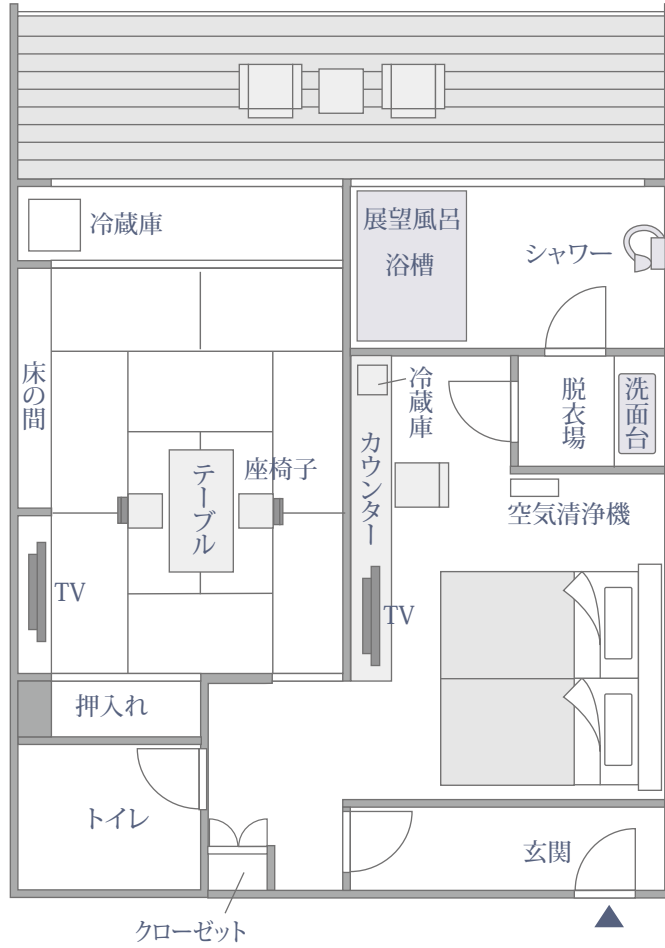 冷蔵庫
展望風呂
浴槽
シャワー
床の間
冷蔵庫
脱衣場
洗面台
カウンター
座椅子
テーブル
空気清浄機
TV
TV
押入れ
トイレ
玄関
クローゼット